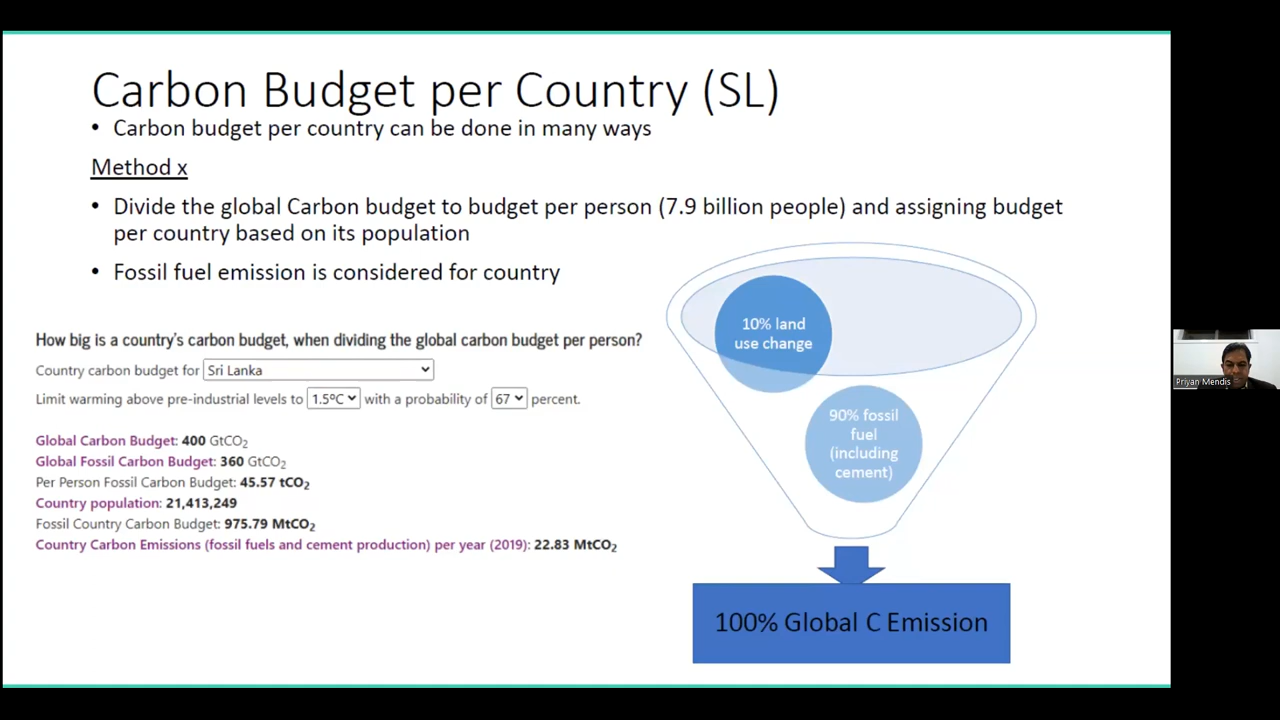 Carbon Budget per Country (SL)
• Carbon budget per country can be done in many ways
Method x
• Divide the global Carbon budget to budget per person (7.9 billion people) and assigning budget
per country based on its population
• Fossil fuel emission is considered for country
How big is a country's carbon budget, when dividing the global carbon budget per person?
Country carbon budget for Sri Lanka
Limit warming above pre-industrial levels to 1.5ºC with a probability of 67 percent.
Global Carbon Budget: 400 GtCO₂
Global Fossil Carbon Budget: 360 GtCO₂
Per Person Fossil Carbon Budget: 45.57 tCO₂
Country population: 21,413,249
Fossil Country Carbon Budget: 975.79 MtCO₂
Country Carbon Emissions (fossil fuels and cement production) per year (2019): 22.83 MtCO₂
10% land
use change
90% fossil
fuel
(including
cement)
100% Global C Emission
Priyan Mendis